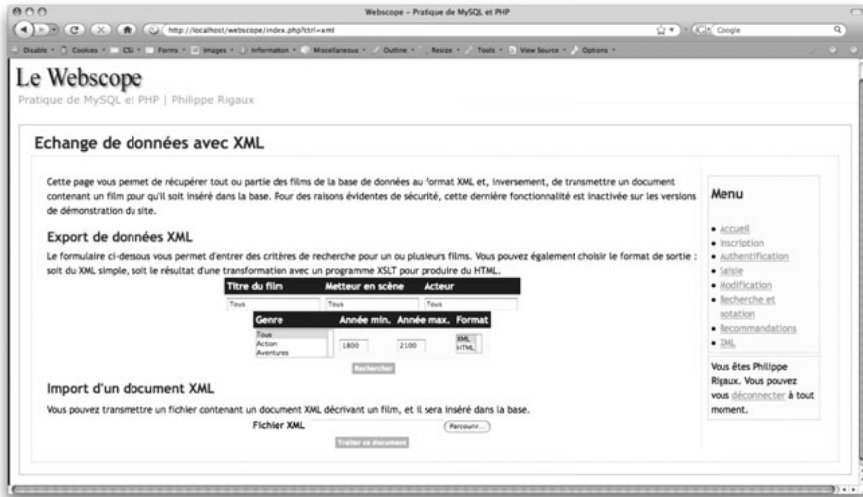 Webscope – Pratique de MySQL et PHP
http://localhost/webscope/index.php?ctrl=xml
Google
Disable Cookies CSS Forms Images Information Miscellaneous Outline Resize Tools View Source Options
Le Webscope
Pratique de MySQL et PHP | Philippe Rigaux
Echange de données avec XML
Cette page vous permet de récupérer tout ou partie des films de la base de données au format XML et, inversement, de transmettre un document
contenant un film pour qu'il soit inséré dans la base. Pour des raisons évidentes de sécurité, cette dernière fonctionnalité est inactivée sur les versions
de démonstration du site.
Export de données XML
Le formulaire ci-dessous vous permet d'entrer des critères de recherche pour un ou plusieurs films. Vous pouvez également choisir le format de sortie :
soit du XML simple, soit le résultat d'une transformation avec un programme XSLT pour produire du HTML.
Titre du film Metteur en scène Acteur
Tous Tous Tous
Genre Année min. Année max. Format
Tous
Action
Aventures
1800 2100
XML
HTML
Rechercher
Import d'un document XML
Vous pouvez transmettre un fichier contenant un document XML décrivant un film, et il sera inséré dans la base.
Fichier XML Parcourir...
Traiter ce document
Menu
Accueil
Inscription
Authentification
Saisie
Modification
Recherche et
notation
Recommandations
XML
Vous êtes Philippe
Rigaux. Vous pouvez
vous déconnecter à tout
moment.